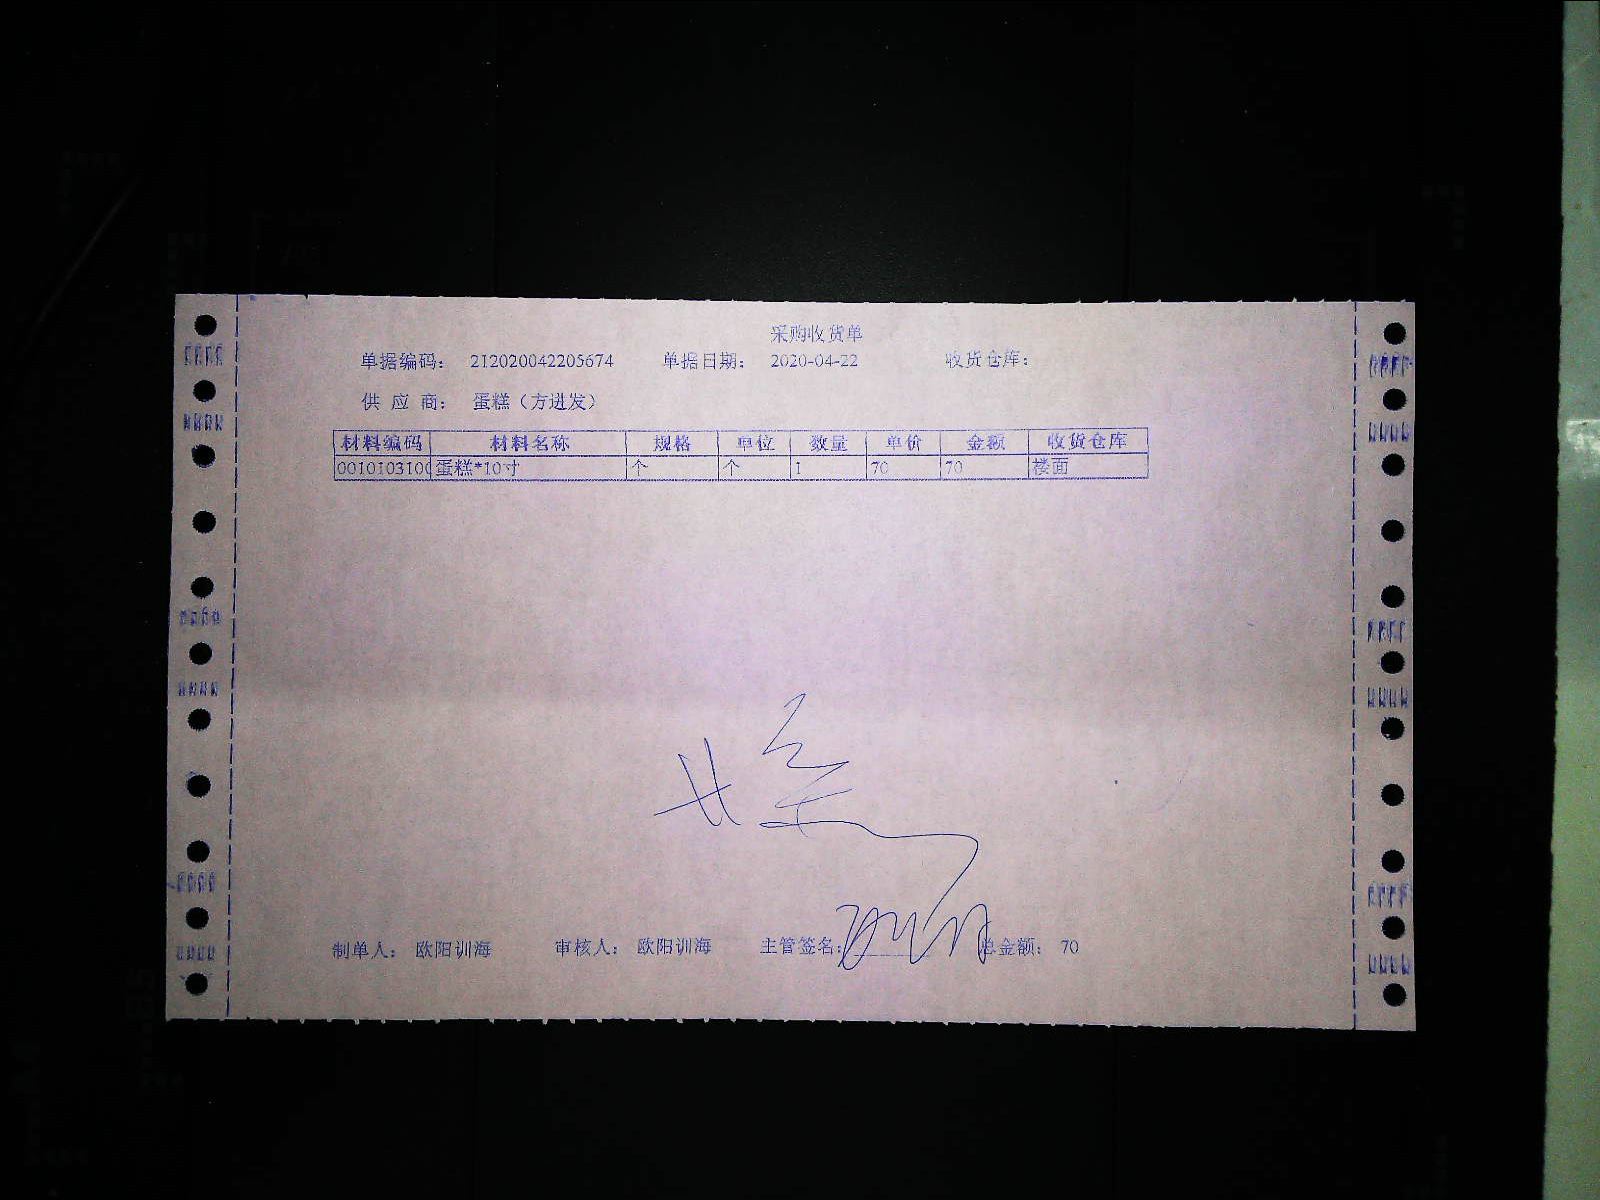 采购收货单
单据编码： 212020042205674 单据日期： 2020-04-22 收货仓库：
供 应 商： 蛋糕（方进发）
材料编码 材料名称 规格 单位 数量 单价 金额 收货仓库
0010103100 蛋糕*10寸 个 个 1 70 70 楼面
制单人： 欧阳训海 审核人： 欧阳训海 主管签名： 总金额： 70